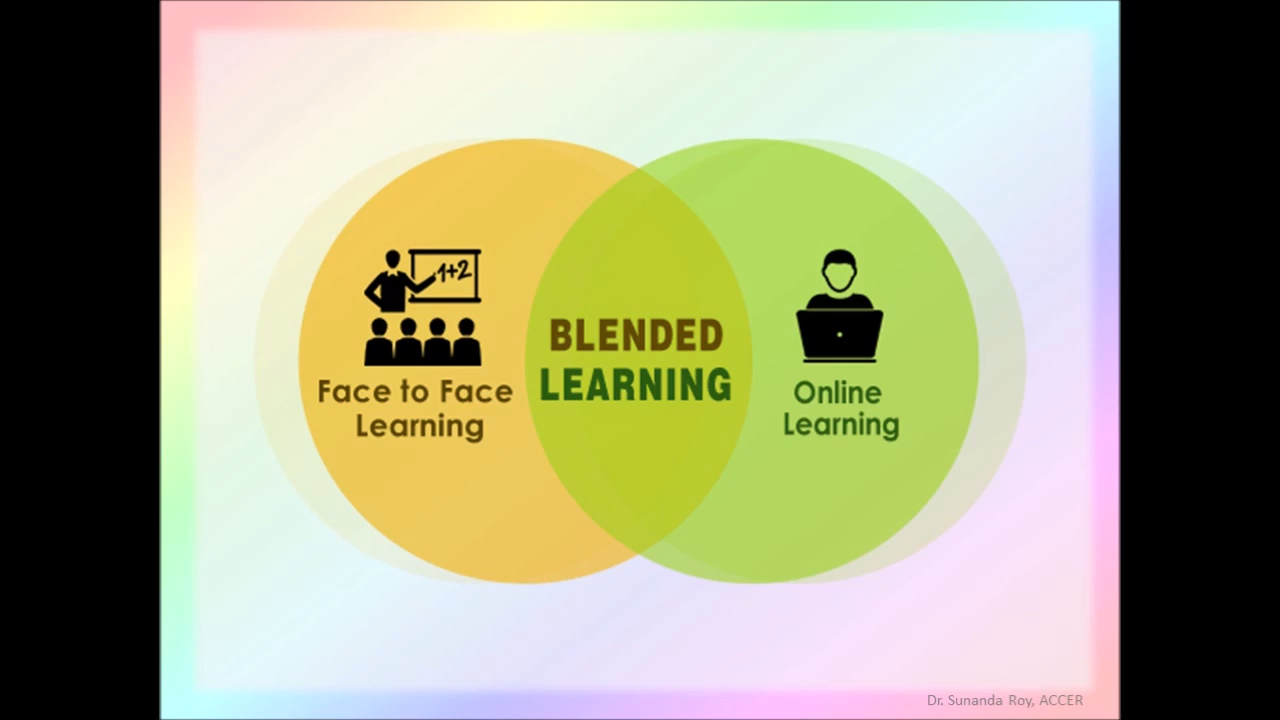 1+2
Face to Face
Learning
BLENDED
LEARNING
Online
Learning
Dr. Sunanda Roy, ACCER